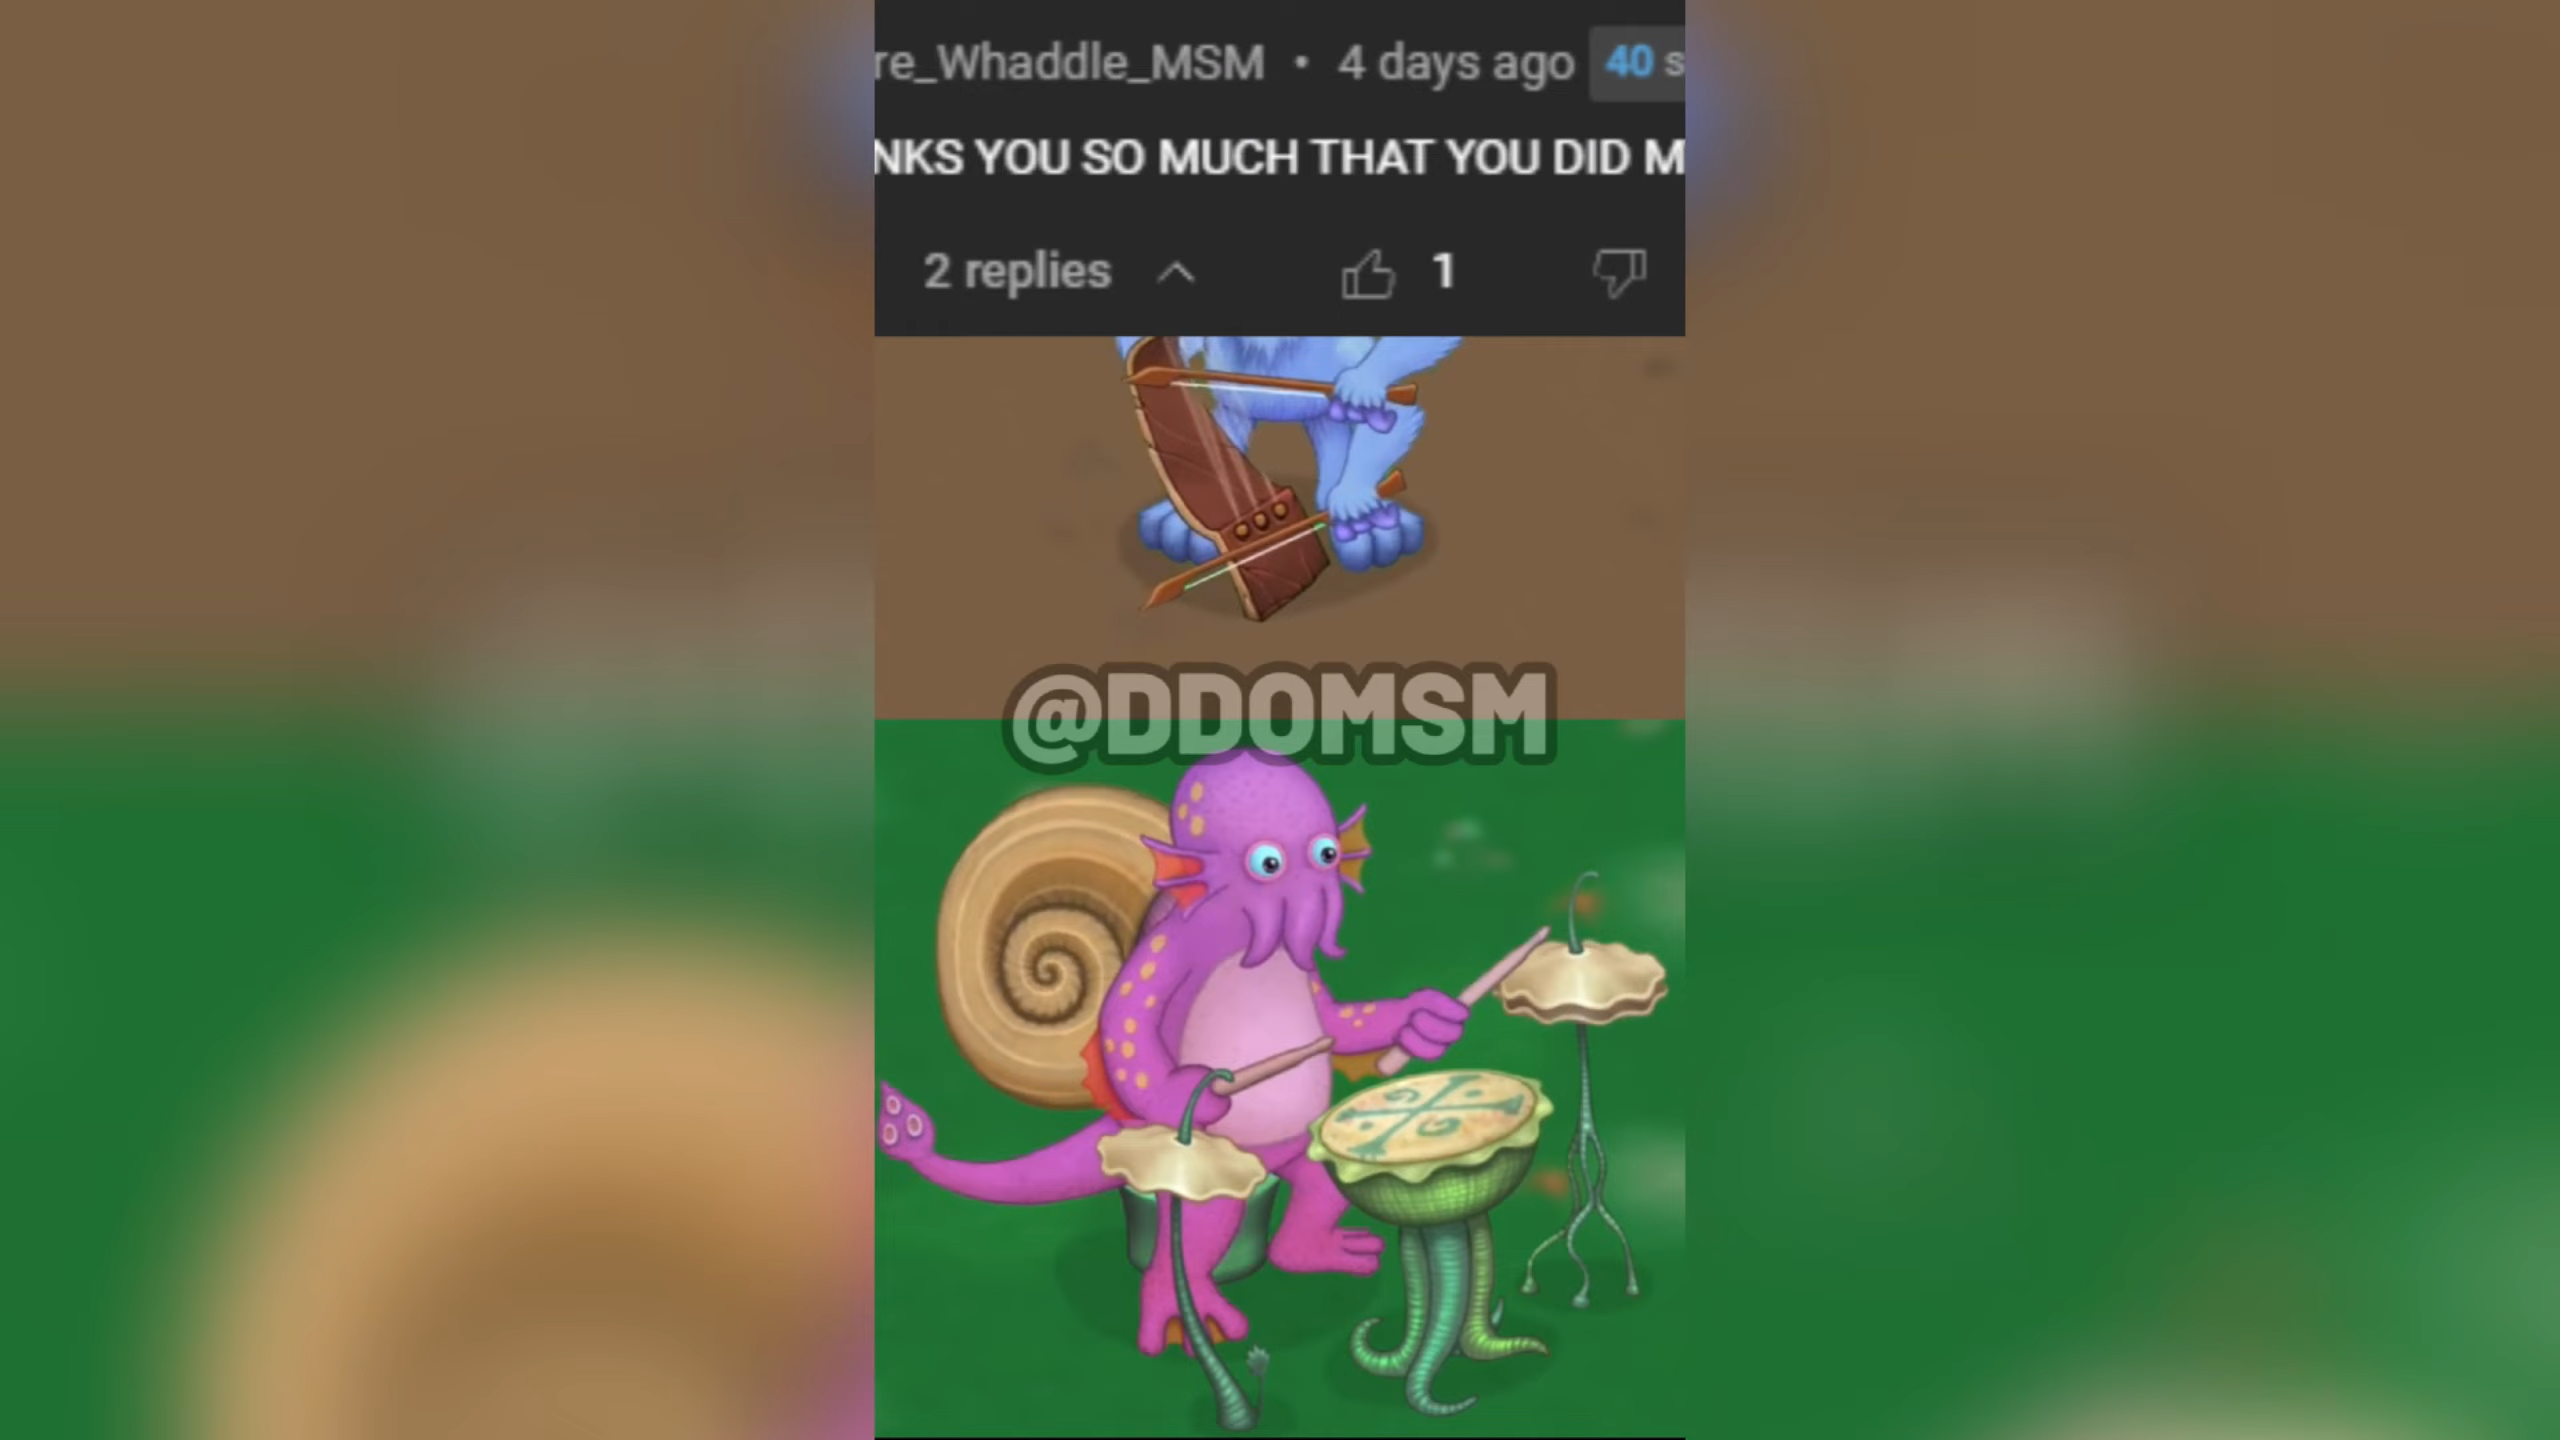 re_Whaddle_MSM • 4 days ago 40 s
NKS YOU SO MUCH THAT YOU DID M
2 replies 1
@DDOMSM